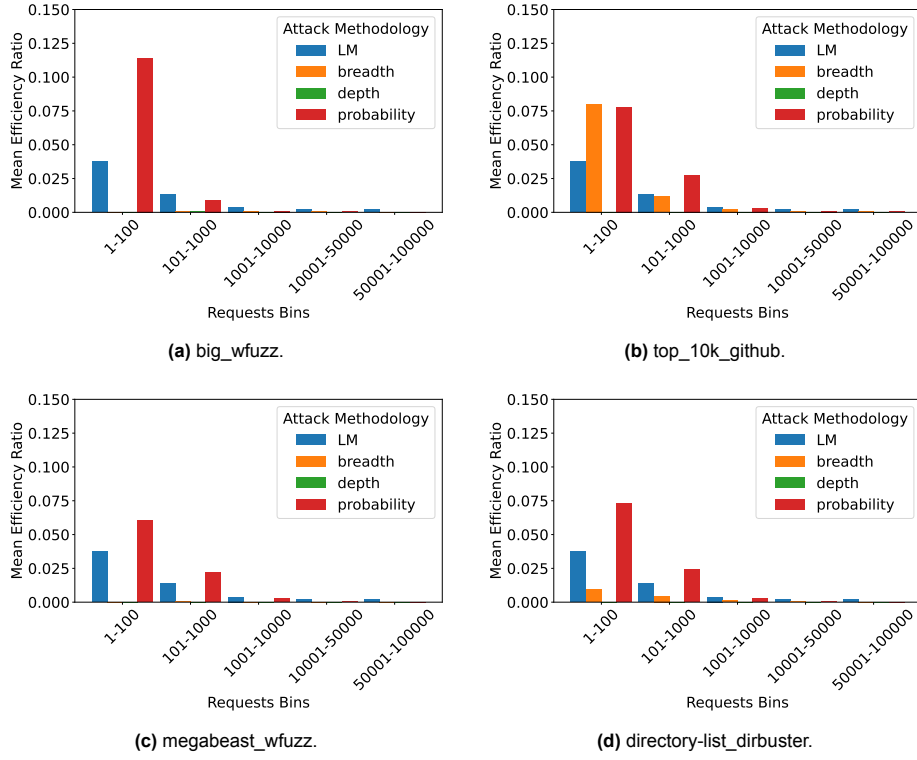 0.150
0.125
0.100
0.075
0.050
0.025
0.000
Mean Efficiency Ratio
Attack Methodology
LM
breadth
depth
probability
1-100
101-1000
1001-10000
10001-50000
50001-100000
Requests Bins
(a) big_wfuzz.
0.150
0.125
0.100
0.075
0.050
0.025
0.000
Mean Efficiency Ratio
Attack Methodology
LM
breadth
depth
probability
1-100
101-1000
1001-10000
10001-50000
50001-100000
Requests Bins
(b) top_10k_github.
0.150
0.125
0.100
0.075
0.050
0.025
0.000
Mean Efficiency Ratio
Attack Methodology
LM
breadth
depth
probability
1-100
101-1000
1001-10000
10001-50000
50001-100000
Requests Bins
(c) megabeast_wfuzz.
0.150
0.125
0.100
0.075
0.050
0.025
0.000
Mean Efficiency Ratio
Attack Methodology
LM
breadth
depth
probability
1-100
101-1000
1001-10000
10001-50000
50001-100000
Requests Bins
(d) directory-list_dirbuster.